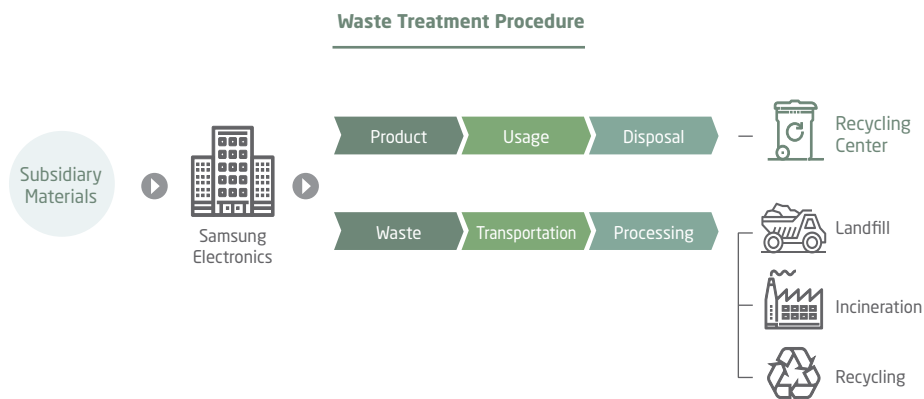 Waste Treatment Procedure
Subsidiary
Materials
Samsung
Electronics
Product
Usage
Disposal
Recycling
Center
Waste
Transportation
Processing
Landfill
Incineration
Recycling